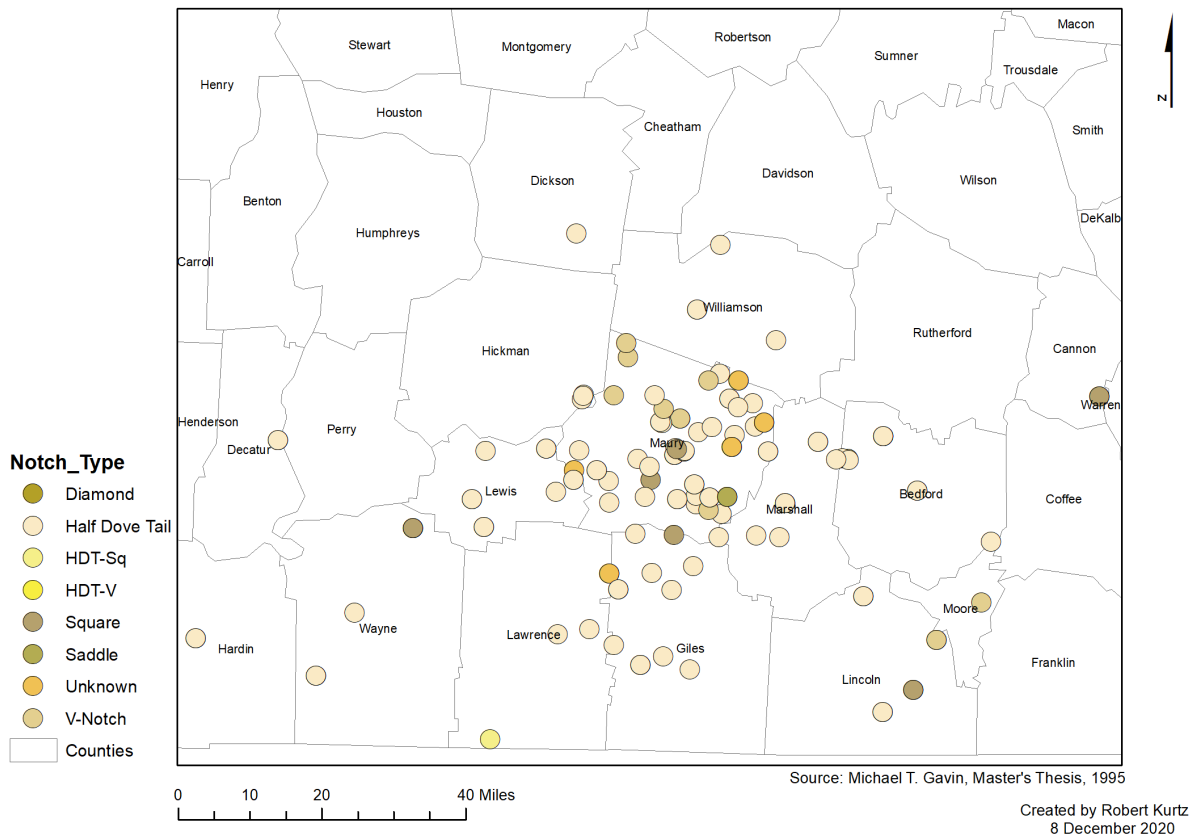 Macon
Robertson
Stewart
Montgomery
Sumner
Trousdale
Henry
Houston
Cheatham
Smith
Davidson
Dickson
Wilson
Benton
DeKalb
Humphreys
Carroll
Williamson
Rutherford
Hickman
Cannon
Warren
Henderson
Perry
Decatur
Maury
Lewis
Bedford
Coffee
Marshall
Moore
Wayne
Lawrence
Hardin
Giles
Franklin
Lincoln
N
Notch_Type
Diamond
Half Dove Tail
HDT-Sq
HDT-V
Square
Saddle
Unknown
V-Notch
Counties
0 10 20 40 Miles
Source: Michael T. Gavin, Master's Thesis, 1995
Created by Robert Kurtz
8 December 2020